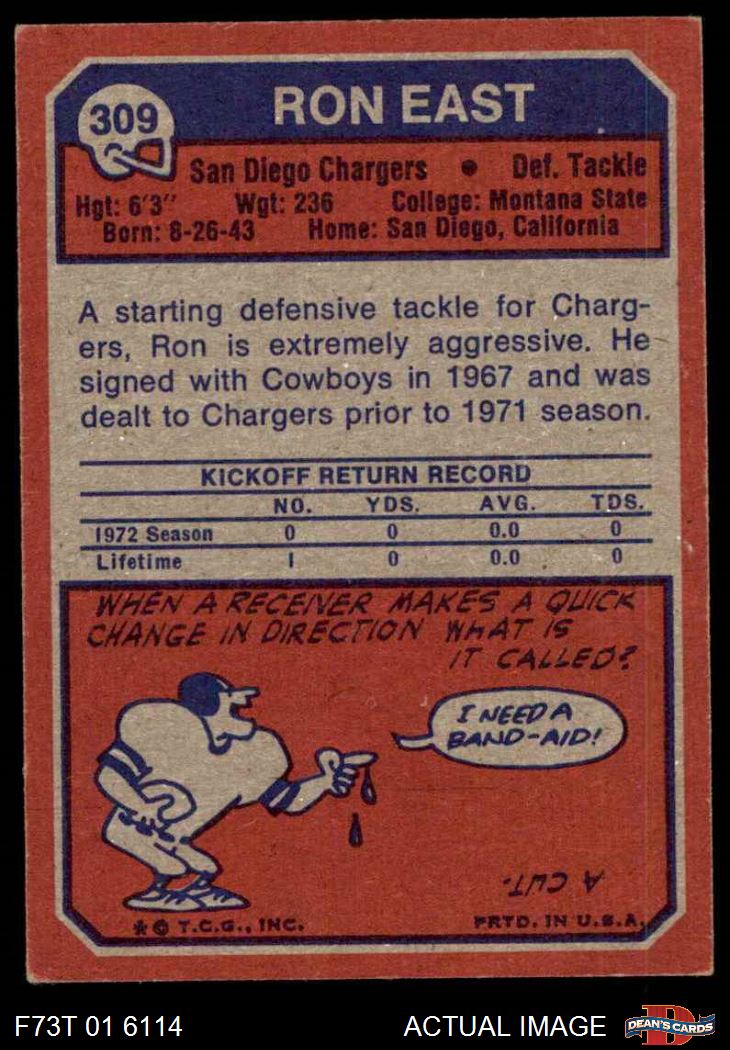 309
RON EAST
San Diego Chargers • Def. Tackle
Hgt: 6'3" Wgt: 236 College: Montana State
Born: 8-26-43 Home: San Diego, California
A starting defensive tackle for Charg-
ers, Ron is extremely aggressive. He
signed with Cowboys in 1967 and was
dealt to Chargers prior to 1971 season.
KICKOFF RETURN RECORD
NO. YDS. AVG. TDS.
1972 Season 0 0 0.0 0
Lifetime 1 0 0.0 0
WHEN A RECEIVER MAKES A QUICK
CHANGE IN DIRECTION WHAT IS
IT CALLED?
I NEED A
BAND-AID!
A CUT.
* © T.C.G., INC. PRTD. IN U.S.A.
F73T 01 6114 ACTUAL IMAGE D DEAN'S CARDS